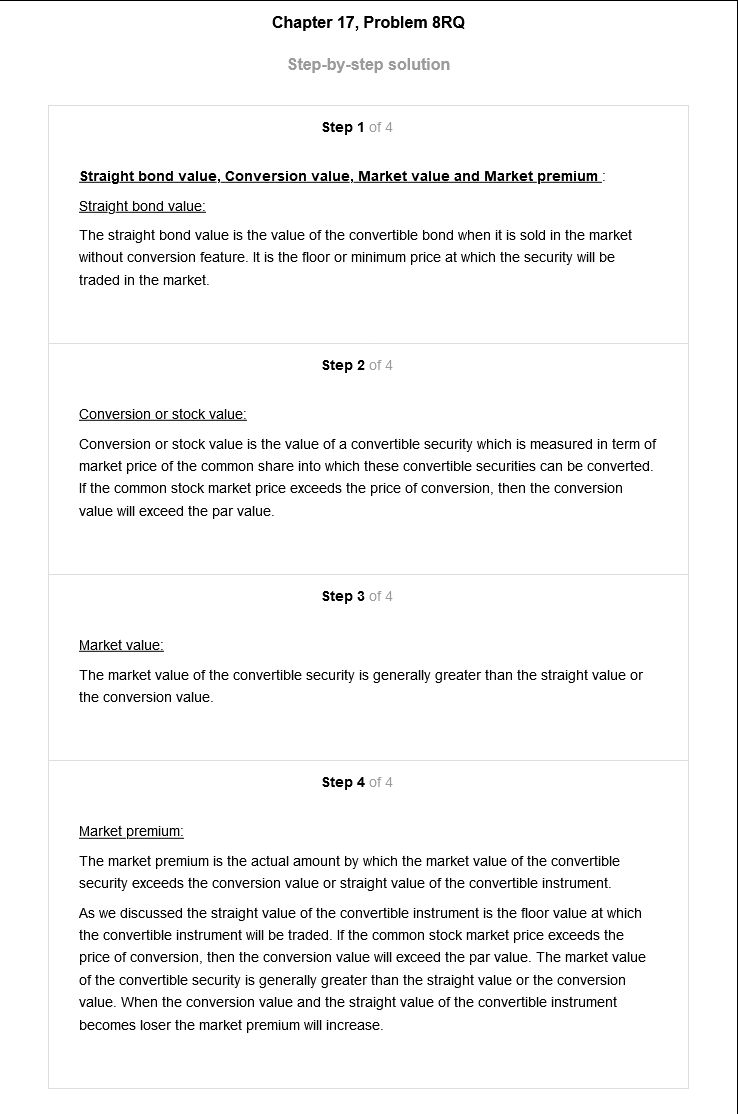 Chapter 17, Problem 8RQ
Step-by-step solution
Step 1 of 4
Straight bond value, Conversion value, Market value and Market premium :
Straight bond value:
The straight bond value is the value of the convertible bond when it is sold in the market
without conversion feature. It is the floor or minimum price at which the security will be
traded in the market.
Step 2 of 4
Conversion or stock value:
Conversion or stock value is the value of a convertible security which is measured in term of
market price of the common share into which these convertible securities can be converted.
If the common stock market price exceeds the price of conversion, then the conversion
value will exceed the par value.
Step 3 of 4
Market value:
The market value of the convertible security is generally greater than the straight value or
the conversion value.
Step 4 of 4
Market premium:
The market premium is the actual amount by which the market value of the convertible
security exceeds the conversion value or straight value of the convertible instrument.
As we discussed the straight value of the convertible instrument is the floor value at which
the convertible instrument will be traded. If the common stock market price exceeds the
price of conversion, then the conversion value will exceed the par value. The market value
of the convertible security is generally greater than the straight value or the conversion
value. When the conversion value and the straight value of the convertible instrument
becomes loser the market premium will increase.